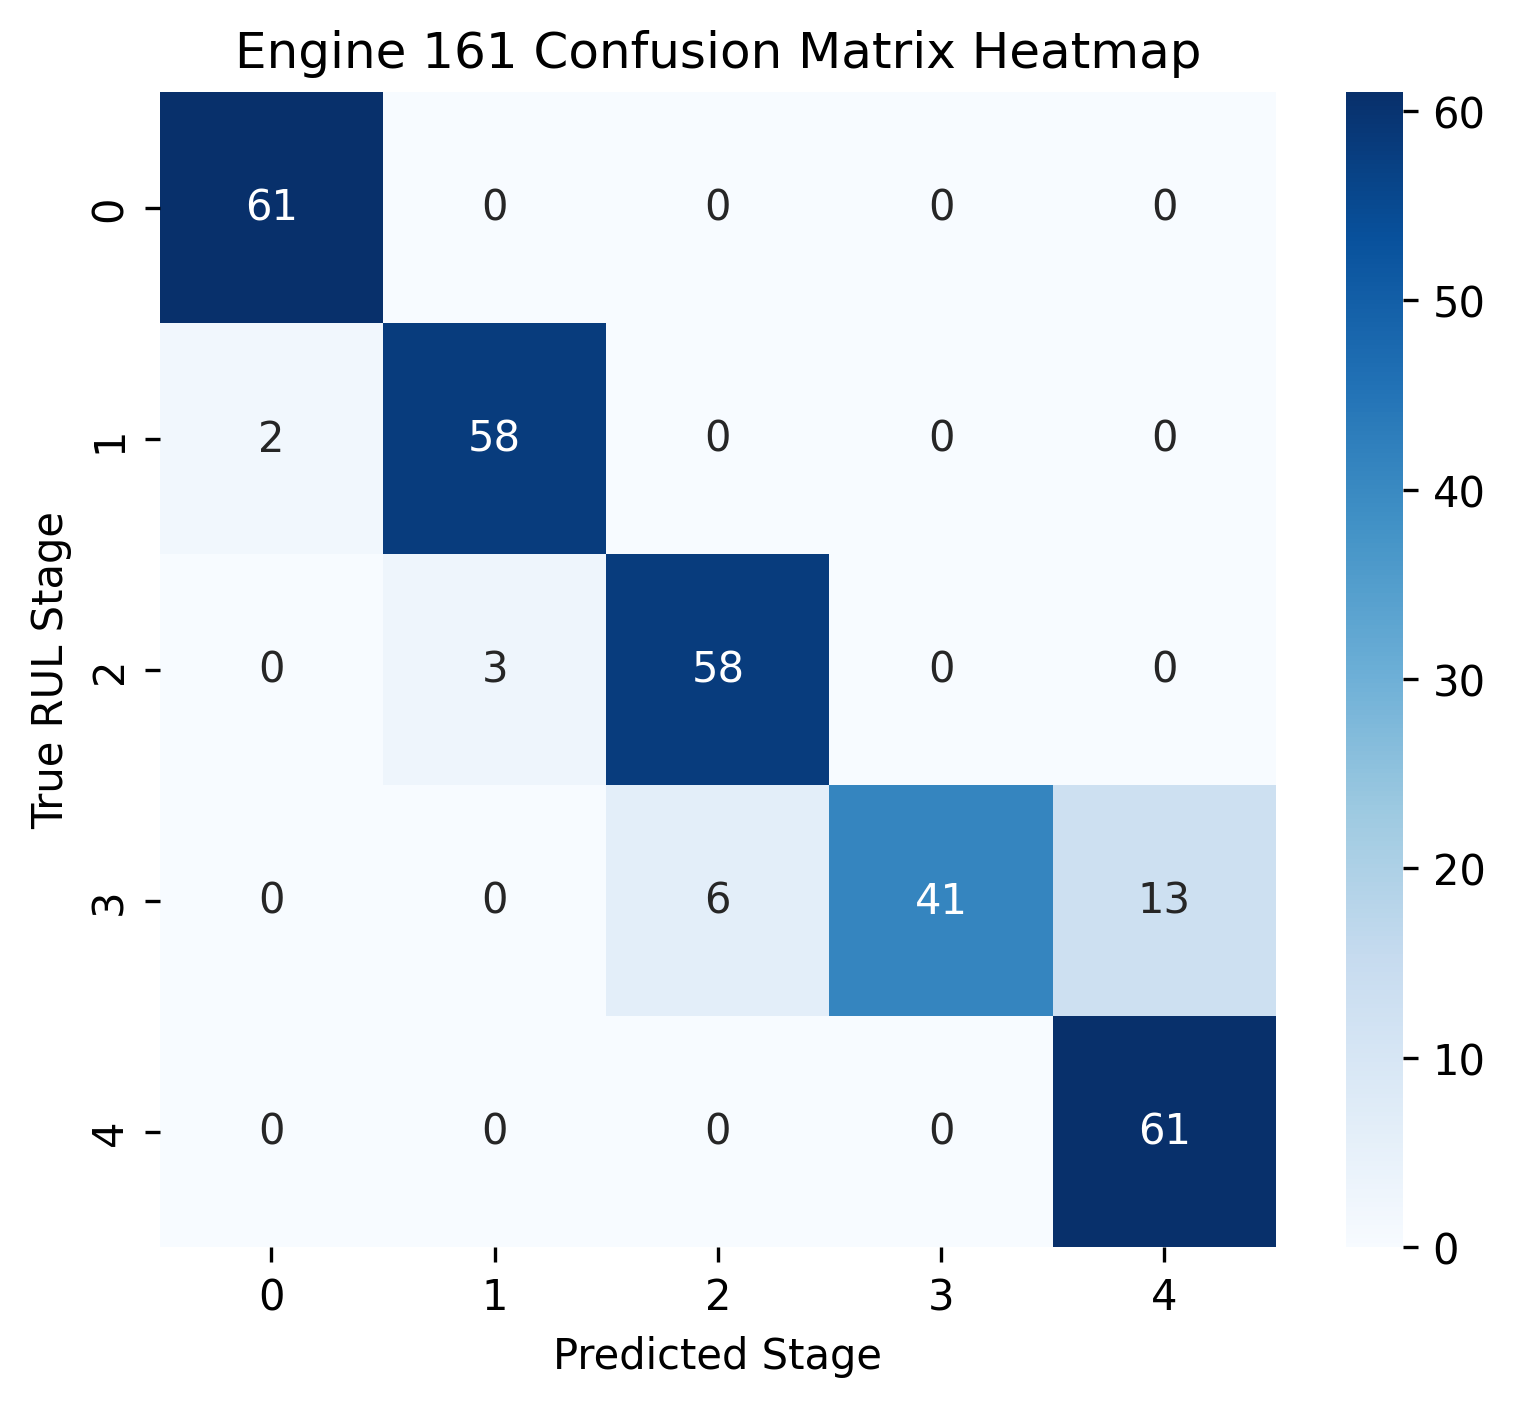 Engine 161 Confusion Matrix Heatmap
True RUL Stage
0 61 0 0 0 0
1 2 58 0 0 0
2 0 3 58 0 0
3 0 0 6 41 13
4 0 0 0 0 61
0 1 2 3 4
Predicted Stage
60
50
40
30
20
10
0